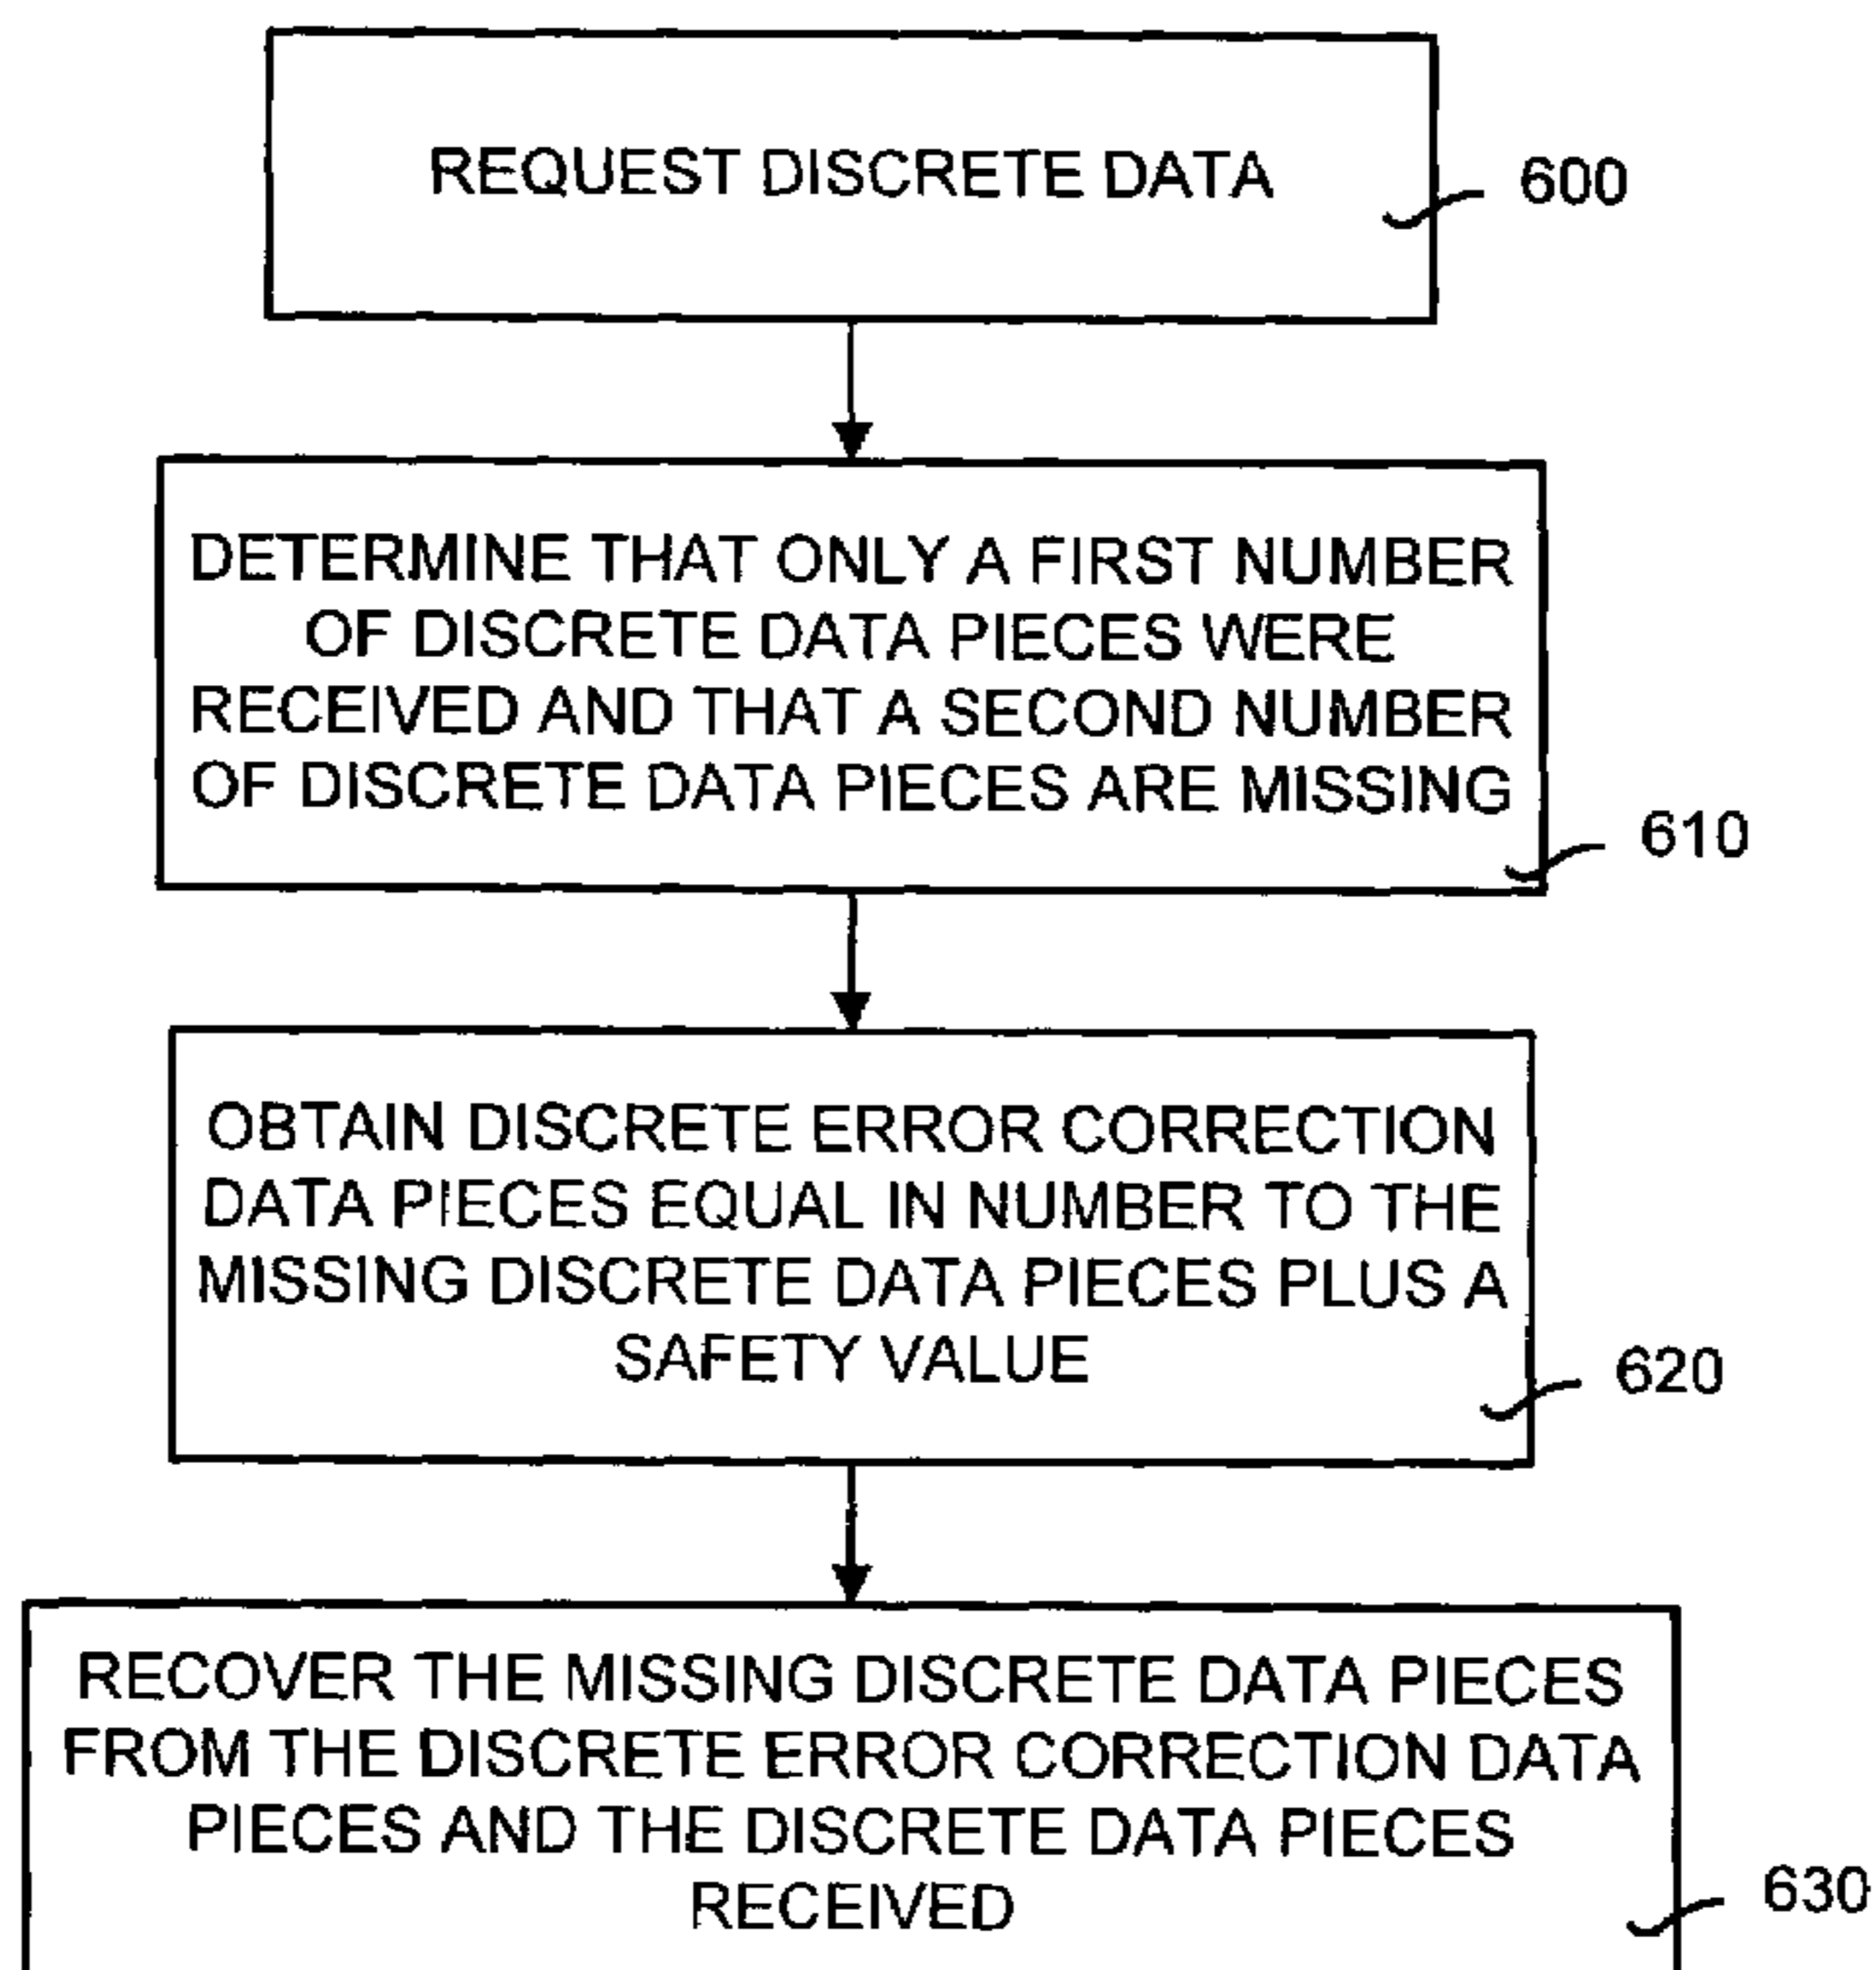 REQUEST DISCRETE DATA
600
DETERMINE THAT ONLY A FIRST NUMBER
OF DISCRETE DATA PIECES WERE
RECEIVED AND THAT A SECOND NUMBER
OF DISCRETE DATA PIECES ARE MISSING
610
OBTAIN DISCRETE ERROR CORRECTION
DATA PIECES EQUAL IN NUMBER TO THE
MISSING DISCRETE DATA PIECES PLUS A
SAFETY VALUE
620
RECOVER THE MISSING DISCRETE DATA PIECES
FROM THE DISCRETE ERROR CORRECTION DATA
PIECES AND THE DISCRETE DATA PIECES
RECEIVED
630